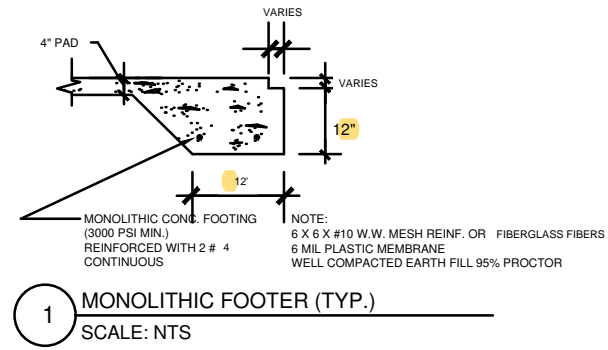 VARIES
4" PAD
VARIES
12"
12'
MONOLITHIC CONC. FOOTING
(3000 PSI MIN.)
REINFORCED WITH 2 # 4
CONTINUOUS
NOTE:
6 X 6 X #10 W.W. MESH REINF. OR FIBERGLASS FIBERS
6 MIL PLASTIC MEMBRANE
WELL COMPACTED EARTH FILL 95% PROCTOR
1
MONOLITHIC FOOTER (TYP.)
SCALE: NTS